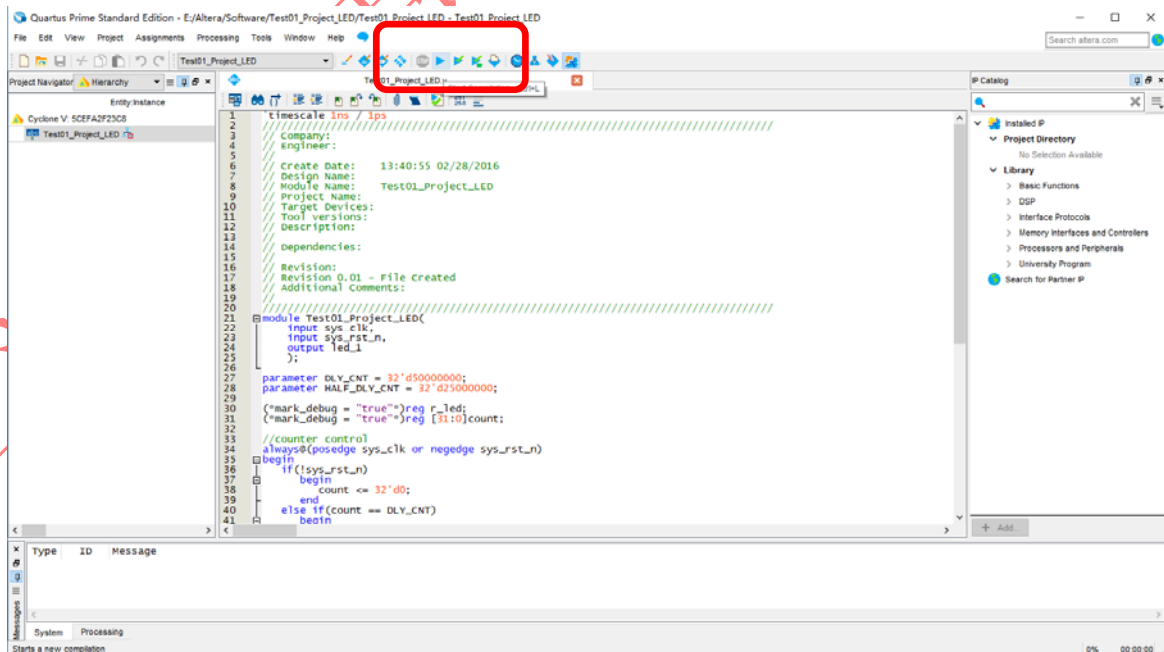 Quartus Prime Standard Edition - E:/Altera/Software/Test01_Project_LED/Test01_Project_LED - Test01_Project_LED
File Edit View Project Assignments Processing Tools Window Help
Search altera.com
Test01_Project_LED
Project Navigator Hierarchy
Test01_Project_LED.v
IP Catalog
Entity:Instance
Cyclone V: 5CEFA2F23C8
Test01_Project_LED
1 `timescale 1ns / 1ps
2 //////////////////////////////////////////////////////////////////////////////////
3 // Company:
4 // Engineer:
5 //
6 // Create Date: 13:40:55 02/28/2016
7 // Design Name:
8 // Module Name: Test01_Project_LED
9 // Project Name:
10 // Target Devices:
11 // Tool versions:
12 // Description:
13 //
14 // Dependencies:
15 //
16 // Revision:
17 // Revision 0.01 - File Created
18 // Additional Comments:
19 //
20 //////////////////////////////////////////////////////////////////////////////////
21 module Test01_Project_LED(
22 input sys_clk,
23 input sys_rst_n,
24 output led_1
25 );
26
27 parameter DLY_CNT = 32'd50000000;
28 parameter HALF_DLY_CNT = 32'd25000000;
29
30 (*mark_debug = "true"*)reg r_led;
31 (*mark_debug = "true"*)reg [31:0]count;
32
33 //counter control
34 always@(posedge sys_clk or negedge sys_rst_n)
35 begin
36 if(!sys_rst_n)
37 begin
38 count <= 32'd0;
39 end
40 else if(count == DLY_CNT)
41 begin
Installed IP
Project Directory
No Selection Available
Library
Basic Functions
DSP
Interface Protocols
Memory Interfaces and Controllers
Processors and Peripherals
University Program
Search for Partner IP
+ Add...
Type ID Message
Messages
System Processing
Starts a new compilation
0% 00:00:00